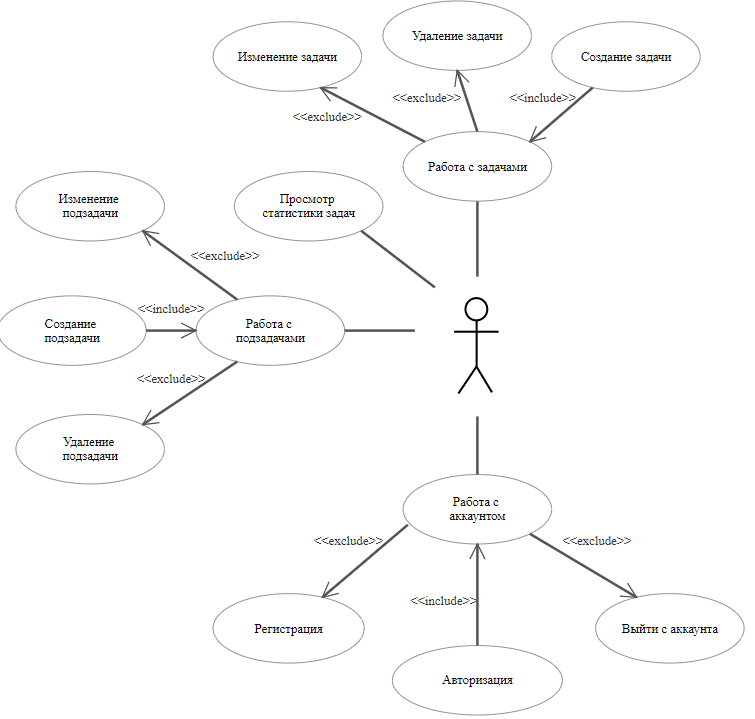 Удаление задачи
Изменение задачи
Создание задачи
<<exclude>>
<<include>>
<<exclude>>
Работа с задачами
Изменение
подзадачи
Просмотр
статистики задач
<<exclude>>
<<include>>
Создание
подзадачи
Работа с
подзадачами
<<exclude>>
Удаление
подзадачи
Работа с
аккаунтом
<<exclude>>
<<exclude>>
<<include>>
Регистрация
Выйти с аккаунта
Авторизация